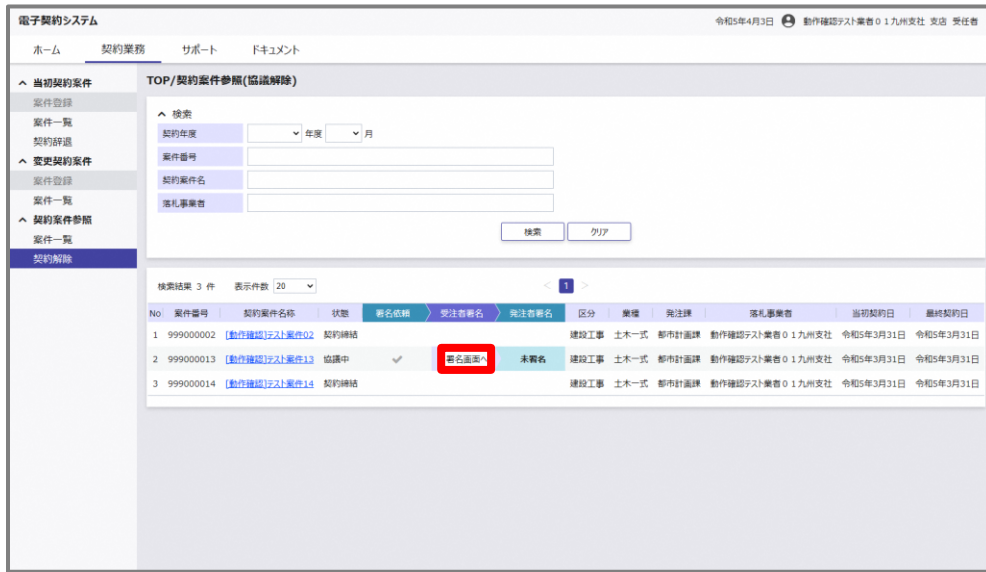 電子契約システム
令和5年4月3日 動作確認テスト業者01九州支社 支店 受任者
ホーム 契約業務 サポート ドキュメント
当初契約案件
案件登録
案件一覧
契約辞退
変更契約案件
案件登録
案件一覧
契約案件参照
案件一覧
契約解除
TOP/契約案件参照(協議解除)
検索
契約年度 年度 月
案件番号
契約案件名
落札事業者
検索 クリア
検索結果 3 件 表示件数 20 < 1 >
No 案件番号 契約案件名称 状態 署名依頼 受注者署名 発注者署名 区分 業種 発注課 落札事業者 当初契約日 最終契約日
1 999000002 [動作確認]テスト案件02 契約締結 建設工事 土木一式 都市計画課 動作確認テスト業者01九州支社 令和5年3月31日 令和5年3月31日
2 999000013 [動作確認]テスト案件13 協議中 署名画面へ 未署名 建設工事 土木一式 都市計画課 動作確認テスト業者01九州支社 令和5年3月31日 令和5年3月31日
3 999000014 [動作確認]テスト案件14 契約締結 建設工事 土木一式 都市計画課 動作確認テスト業者01九州支社 令和5年3月31日 令和5年3月31日